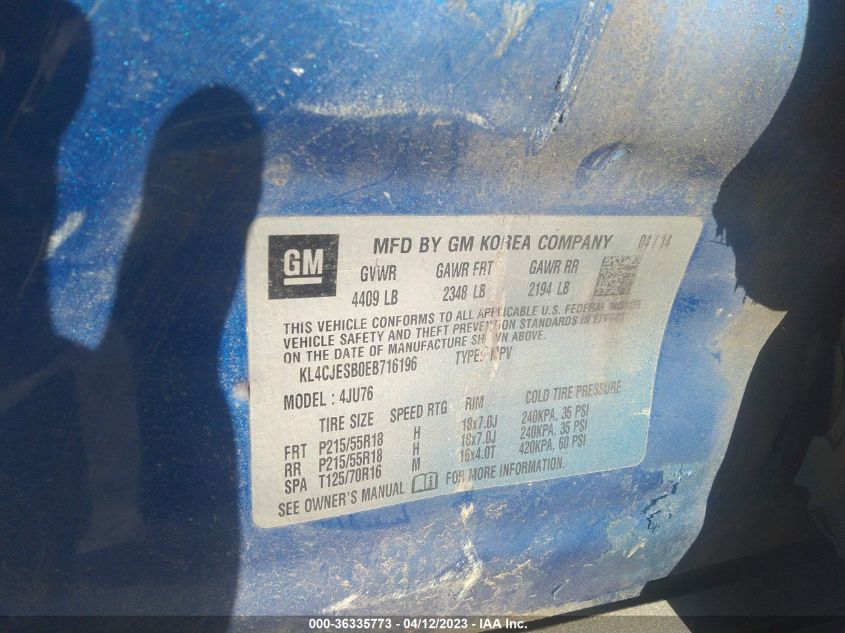 GM
MFD BY GM KOREA COMPANY 04/14
GVWR GAWR FRT GAWR RR
4409 LB 2348 LB 2194 LB
THIS VEHICLE CONFORMS TO ALL APPLICABLE U.S. FEDERAL MOTOR
VEHICLE SAFETY AND THEFT PREVENTION STANDARDS IN EFFECT
ON THE DATE OF MANUFACTURE SHOWN ABOVE.
KL4CJESB0EB716196 TYPE: MPV
MODEL : 4JU76
TIRE SIZE SPEED RTG RIM COLD TIRE PRESSURE
FRT P215/55R18 H 18x7.0J 240KPA, 35 PSI
RR P215/55R18 H 18x7.0J 240KPA, 35 PSI
SPA T125/70R16 M 16x4.0T 420KPA, 60 PSI
SEE OWNER'S MANUAL FOR MORE INFORMATION.
000-36335773 - 04/12/2023 - IAA Inc.